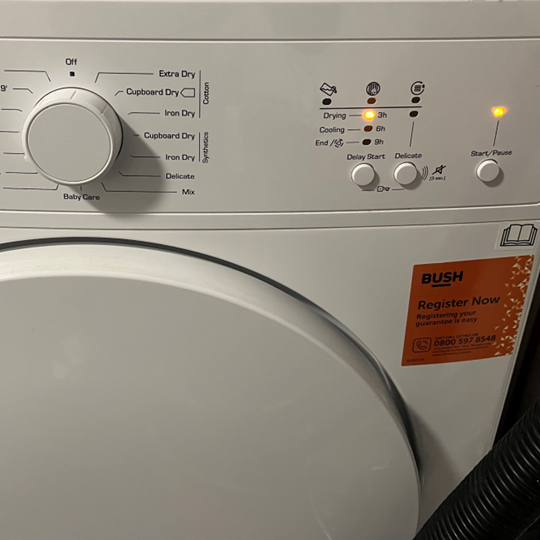 Off
9'
Extra Dry
Cupboard Dry
Iron Dry
Cotton
Cupboard Dry
Iron Dry
Synthetics
Delicate
Mix
Baby Care
Drying 3h
Cooling 6h
End / 9h
Delay Start
Delicate
(3 sec.)
Start/Pause
BUSH
Register Now
Registering your
guarantee is easy
0800 597 8548